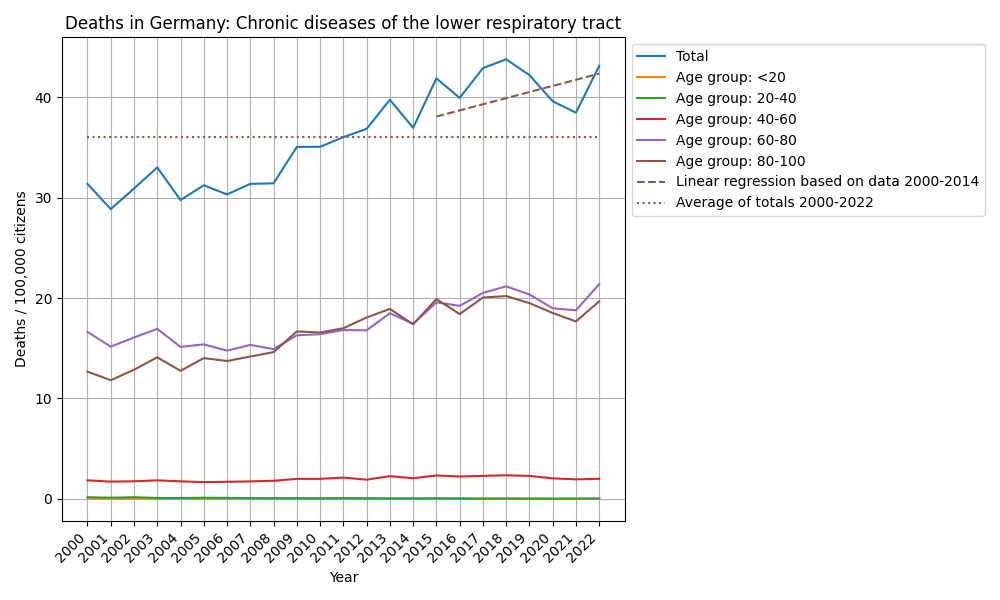 Deaths in Germany: Chronic diseases of the lower respiratory tract
Total
Age group: <20
Age group: 20-40
Age group: 40-60
Age group: 60-80
Age group: 80-100
Linear regression based on data 2000-2014
Average of totals 2000-2022
Deaths / 100,000 citizens
40
30
20
10
0
2000
2001
2002
2003
2004
2005
2006
2007
2008
2009
2010
2011
2012
2013
2014
2015
2016
2017
2018
2019
2020
2021
2022
Year